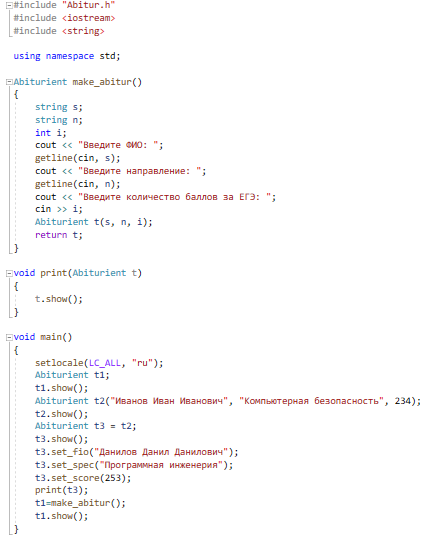 #include "Abitur.h"
#include <iostream>
#include <string>

using namespace std;

Abiturient make_abitur()
{
    string s;
    string n;
    int i;
    cout << "Введите ФИО: ";
    getline(cin, s);
    cout << "Введите направление: ";
    getline(cin, n);
    cout << "Введите количество баллов за ЕГЭ: ";
    cin >> i;
    Abiturient t(s, n, i);
    return t;
}

void print(Abiturient t)
{
    t.show();
}

void main()
{
    setlocale(LC_ALL, "ru");
    Abiturient t1;
    t1.show();
    Abiturient t2("Иванов Иван Иванович", "Компьютерная безопасность", 234);
    t2.show();
    Abiturient t3 = t2;
    t3.show();
    t3.set_fio("Данилов Данил Данилович");
    t3.set_spec("Программная инженерия");
    t3.set_score(253);
    print(t3);
    t1=make_abitur();
    t1.show();
}